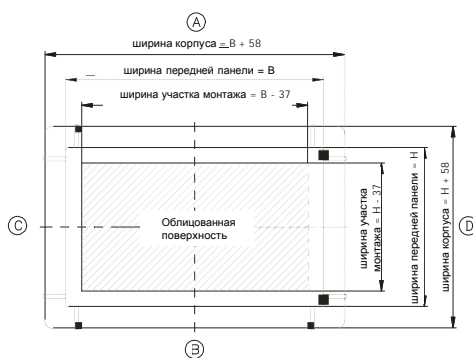 A
ширина корпуса = B + 58
ширина передней панели = B
ширина участка монтажа = B - 37
C
Облицованная
поверхность
ширина участка
монтажа = H - 37
ширина передней панели = H
ширина корпуса = H + 58
D
B